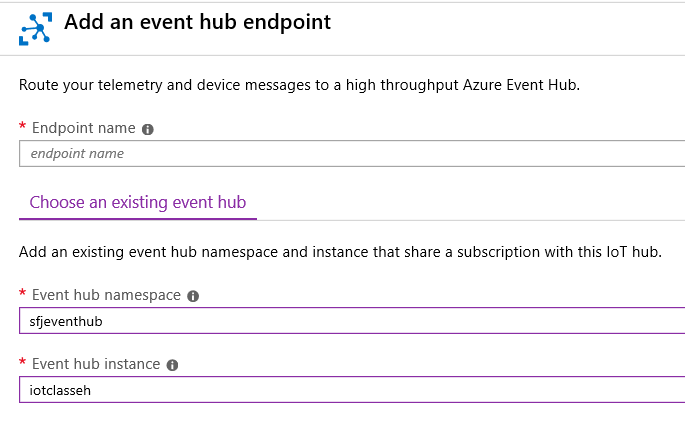 Add an event hub endpoint
Route your telemetry and device messages to a high throughput Azure Event Hub.
* Endpoint name
endpoint name
Choose an existing event hub
Add an existing event hub namespace and instance that share a subscription with this IoT hub.
* Event hub namespace
sfjeventhub
* Event hub instance
iotclasseh